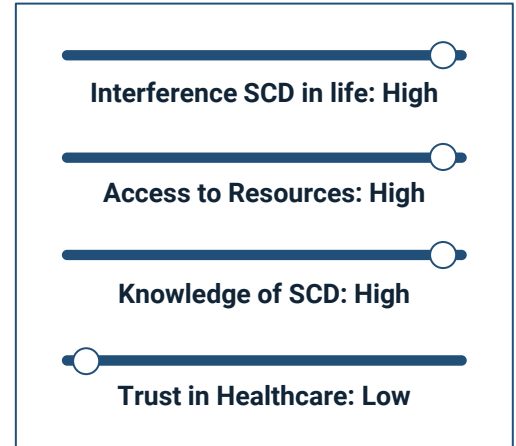 Interference SCD in life: High
Access to Resources: High
Knowledge of SCD: High
Trust in Healthcare: Low